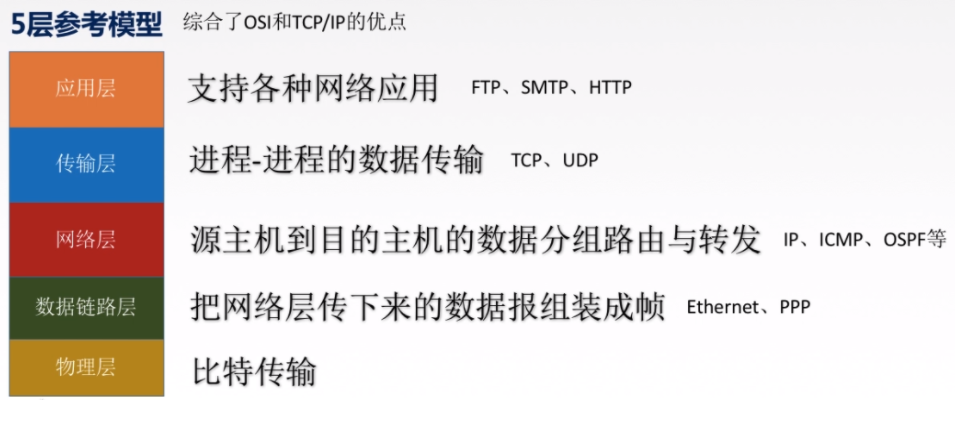 5层参考模型 综合了OSI和TCP/IP的优点
应用层 支持各种网络应用 FTP、SMTP、HTTP
传输层 进程-进程的数据传输 TCP、UDP
网络层 源主机到目的主机的数据分组路由与转发 IP、ICMP、OSPF等
数据链路层 把网络层传下来的数据报组装成帧 Ethernet、PPP
物理层 比特传输